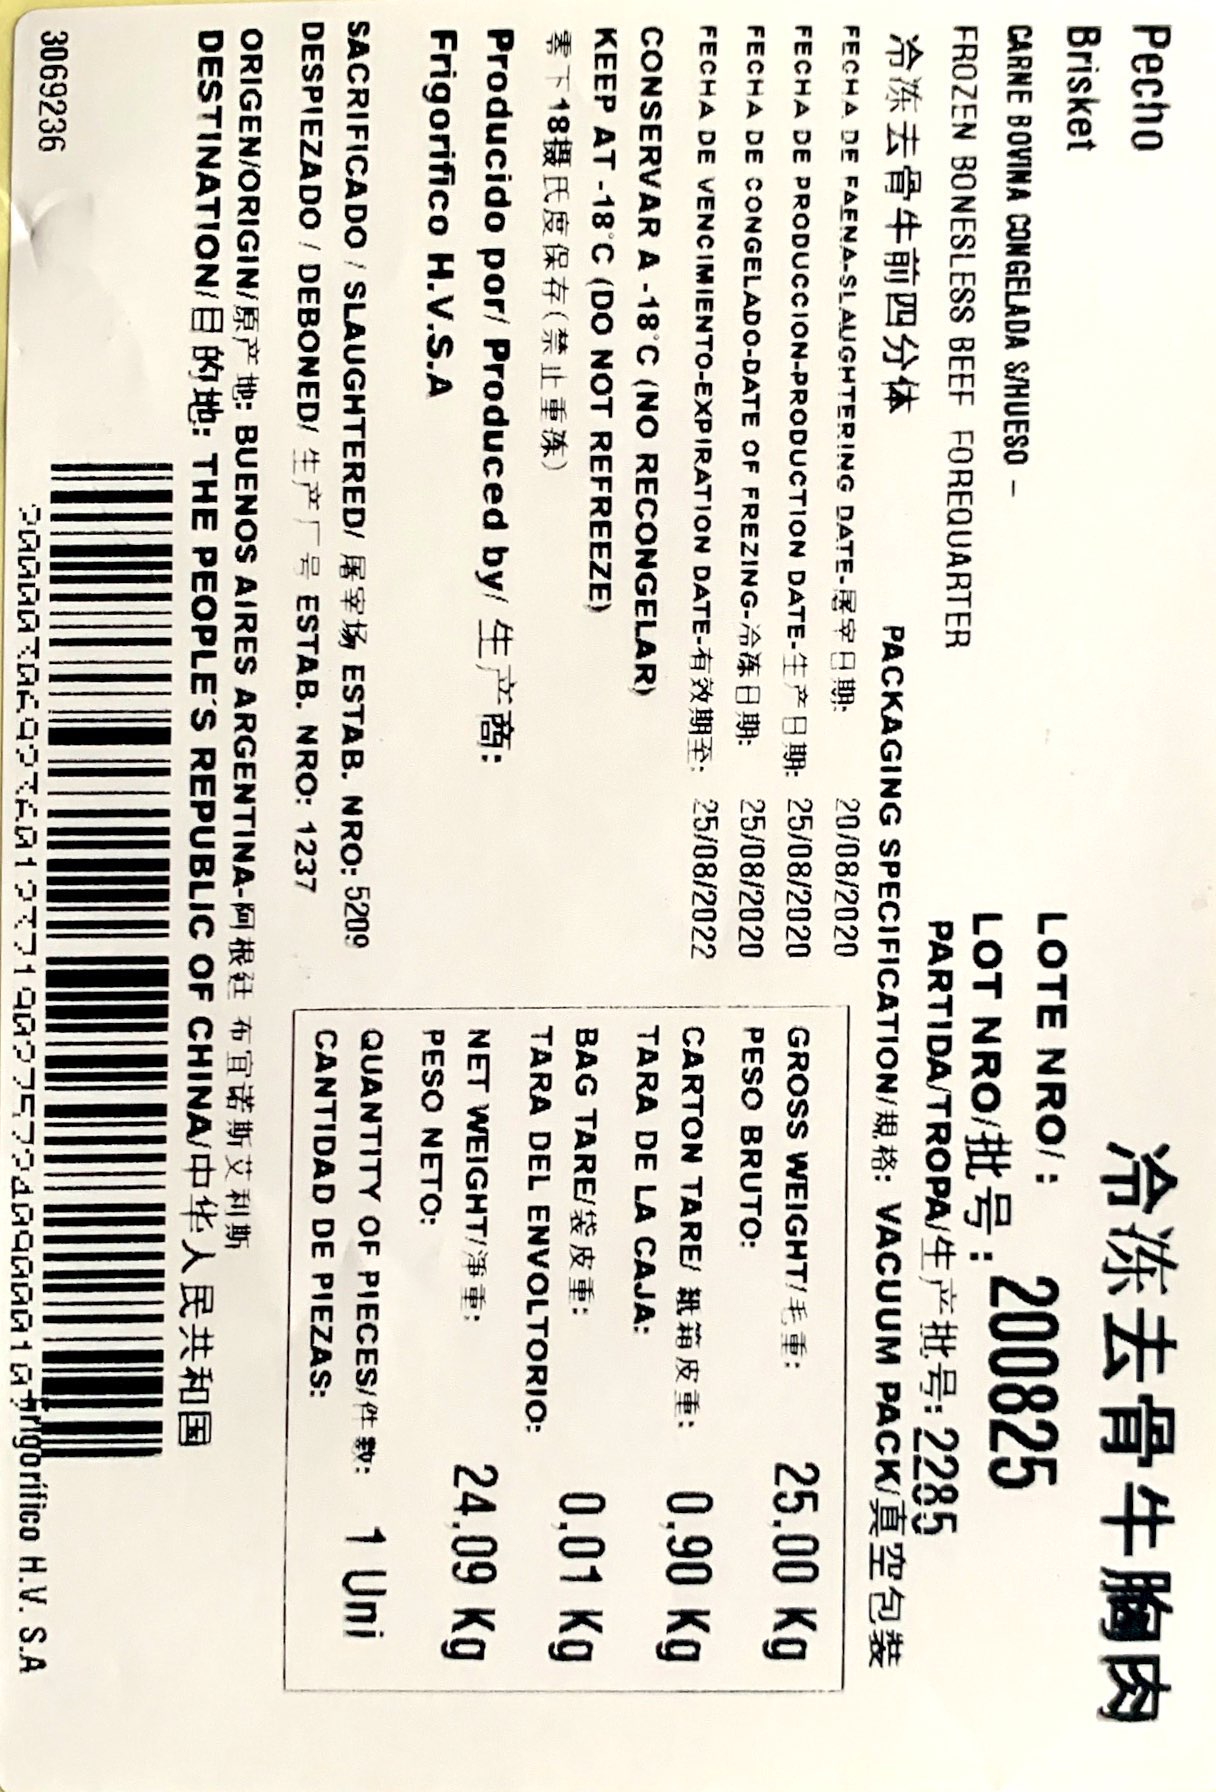 Pecho
冷冻去骨牛胸肉
Brisket
CARNE BOVINA CONGELADA S/HUESO –
LOTE NRO/:
FROZEN BONESLESS BEEF FOREQUARTER
LOT NRO/批号: 200825
PARTIDA/TROPA/生产批号: 2285
冷冻去骨牛前四分体
PACKAGING SPECIFICATION/規格: VACUUM PACK/真空包裝
FECHA DE FAENA-SLAUGHTERING DATE-屠宰日期: 20/08/2020
FECHA DE PRODUCCION-PRODUCTION DATE-生产日期: 25/08/2020
FECHA DE CONGELADO-DATE OF FREZING-冷冻日期: 25/08/2020
FECHA DE VENCIMIENTO-EXPIRATION DATE-有效期至: 25/08/2022
CONSERVAR A -18°C (NO RECONGELAR)
KEEP AT -18°C (DO NOT REFREEZE)
零下18摄氏度保存(禁止重冻)
Producido por/ Produced by/ 生产商:
Frigorifico H.V.S.A
SACRIFICADO / SLAUGHTERED/ 屠宰场 ESTAB. NRO: 5209
DESPIEZADO / DEBONED/ 生产厂号 ESTAB. NRO: 1237
GROSS WEIGHT/毛重: 25,00 Kg
PESO BRUTO:
CARTON TARE/ 紙箱皮重: 0,90 Kg
TARA DE LA CAJA:
BAG TARE/袋皮重: 0,01 Kg
TARA DEL ENVOLTORIO:
NET WEIGHT/淨重: 24,09 Kg
PESO NETO:
QUANTITY OF PIECES/件數: 1 Uni
CANTIDAD DE PIEZAS:
ORIGEN/ORIGIN/原产地: BUENOS AIRES ARGENTINA-阿根廷 布宜诺斯艾利斯
DESTINATION/目的地: THE PEOPLE´S REPUBLIC OF CHINA/中华人民共和国
30692236
Frigorífico H.V. S.A